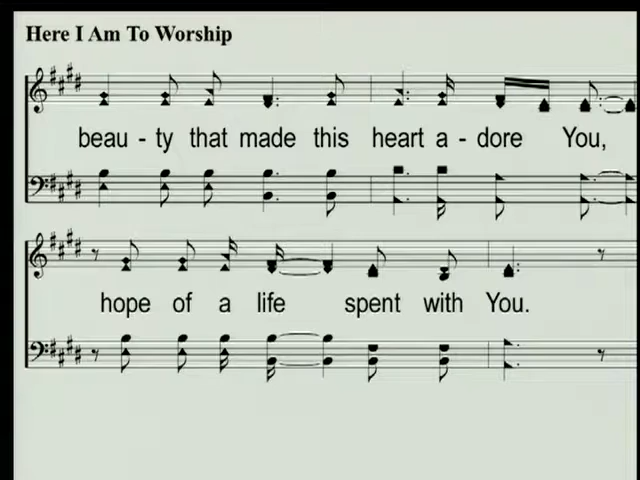 Here I Am To Worship
beau - ty that made this heart a - dore You,
hope of a life spent with You.